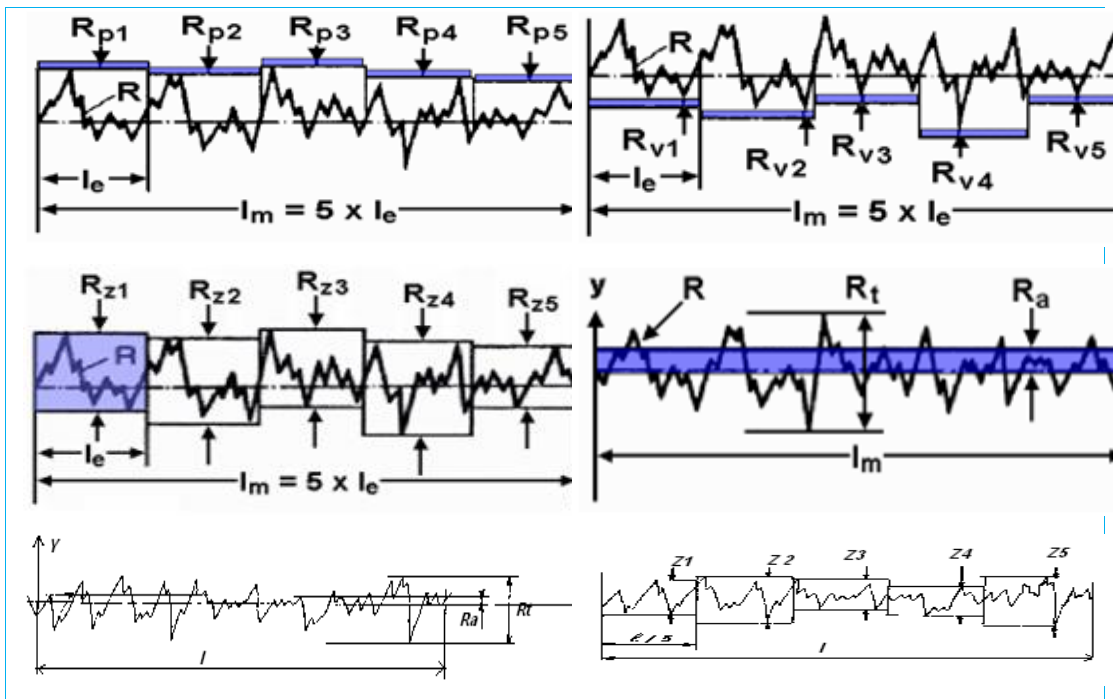 Rp1 Rp2 Rp3 Rp4 Rp5
R
le
lm = 5 x le
R
Rv1 Rv2 Rv3 Rv4 Rv5
le
lm = 5 x le
Rz1 Rz2 Rz3 Rz4 Rz5
R
le
lm = 5 x le
y R Rt Ra
lm
Y
Ra Rt
l
Z1 Z2 Z3 Z4 Z5
l/5
l